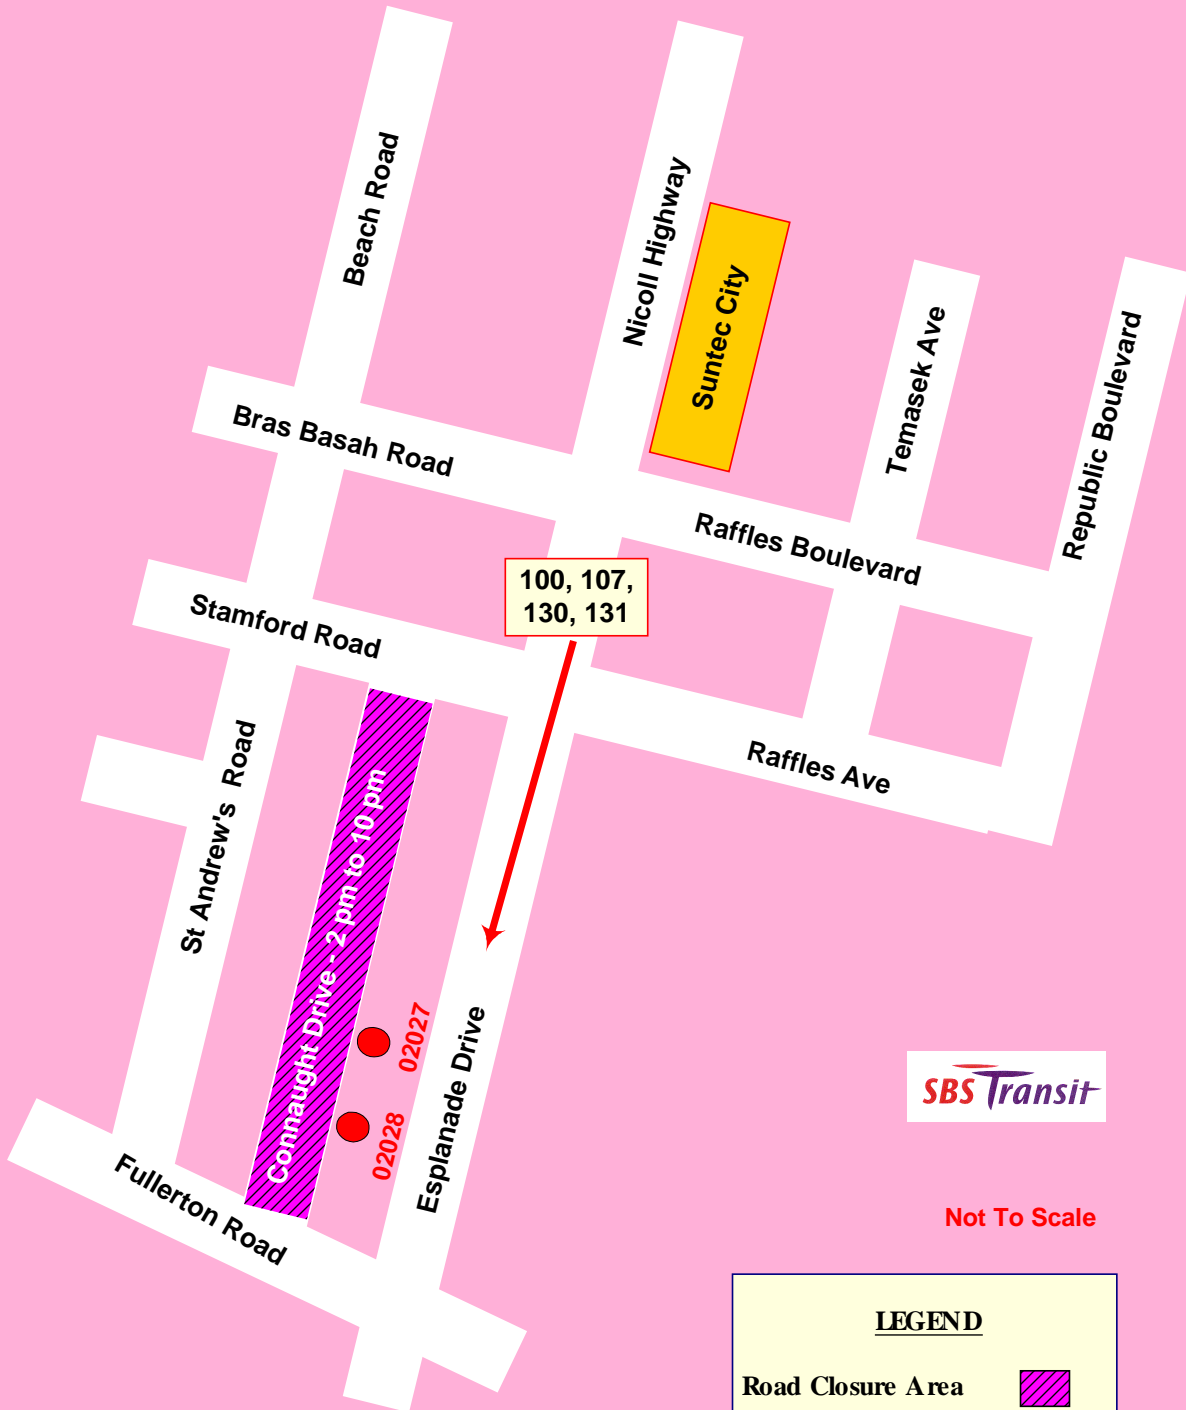 Beach Road
Nicoll Highway
Suntec City
Temasek Ave
Republic Boulevard
Bras Basah Road
Raffles Boulevard
100, 107,
130, 131
Stamford Road
Raffles Ave
St Andrew's Road
Connaught Drive - 2 pm to 10 pm
02027
02028
Esplanade Drive
Fullerton Road
SBS Transit
Not To Scale
LEGEND
Road Closure Area